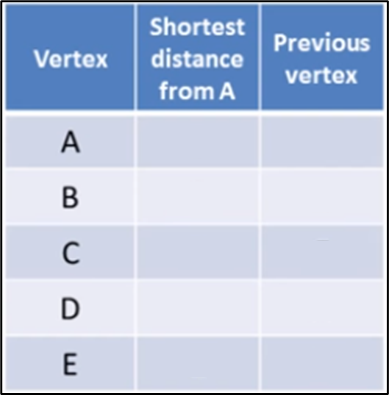 Vertex
Shortest
distance
from A
Previous
vertex
A
B
C
D
E